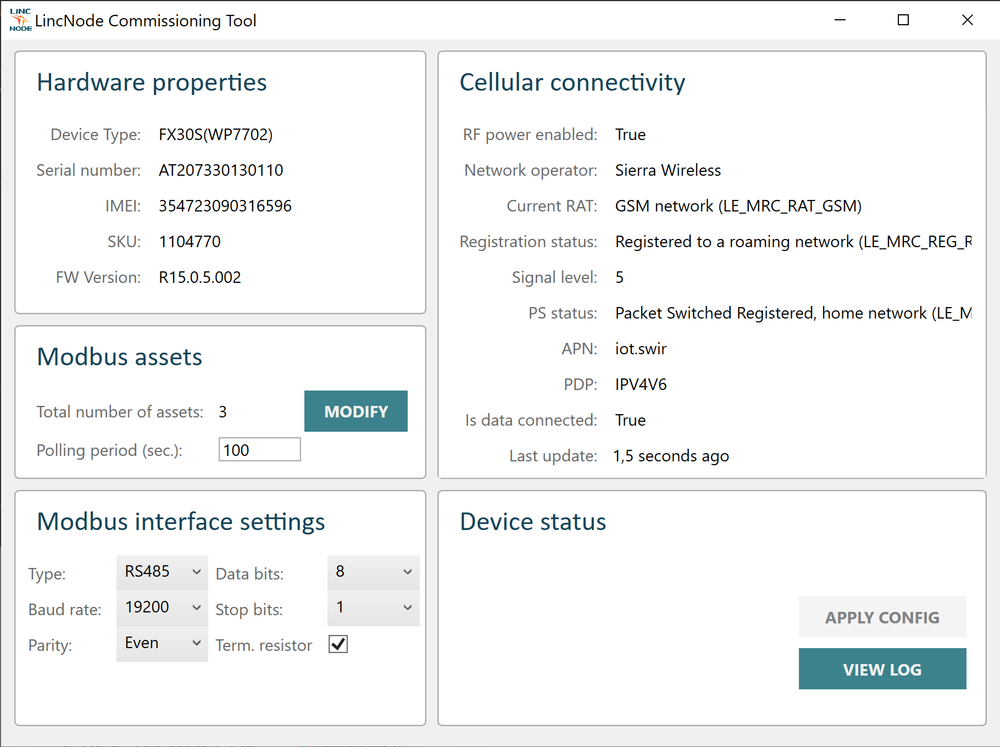 LINC
NODE
LincNode Commissioning Tool
Hardware properties
Device Type: FX30S(WP7702)
Serial number: AT207330130110
IMEI: 354723090316596
SKU: 1104770
FW Version: R15.0.5.002
Modbus assets
Total number of assets: 3
MODIFY
Polling period (sec.): 100
Modbus interface settings
Type: RS485 Data bits: 8
Baud rate: 19200 Stop bits: 1
Parity: Even Term. resistor
Cellular connectivity
RF power enabled: True
Network operator: Sierra Wireless
Current RAT: GSM network (LE_MRC_RAT_GSM)
Registration status: Registered to a roaming network (LE_MRC_REG_R
Signal level: 5
PS status: Packet Switched Registered, home network (LE_M
APN: iot.swir
PDP: IPV4V6
Is data connected: True
Last update: 1,5 seconds ago
Device status
APPLY CONFIG
VIEW LOG